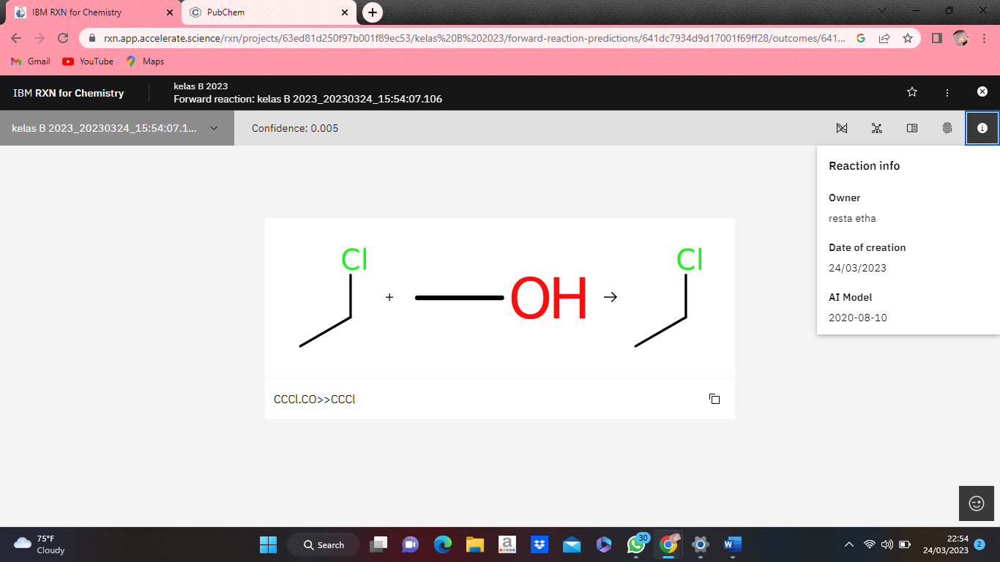 IBM RXN for Chemistry
PubChem
rxn.app.accelerate.science/rxn/projects/63ed81d250f97b001f89ec53/kelas%20B%202023/forward-reaction-predictions/641dc7934d9d17001f69ff28/outcomes/641...
Gmail
YouTube
Maps
IBM RXN for Chemistry
kelas B 2023
Forward reaction: kelas B 2023_20230324_15:54:07.106
kelas B 2023_20230324_15:54:07.1...
Confidence: 0.005
Reaction info
Owner
resta etha
Date of creation
24/03/2023
AI Model
2020-08-10
Cl
+
OH
→
Cl
CCCl.CO>>CCCl
75°F
Cloudy
Search
30
22:54
24/03/2023
2